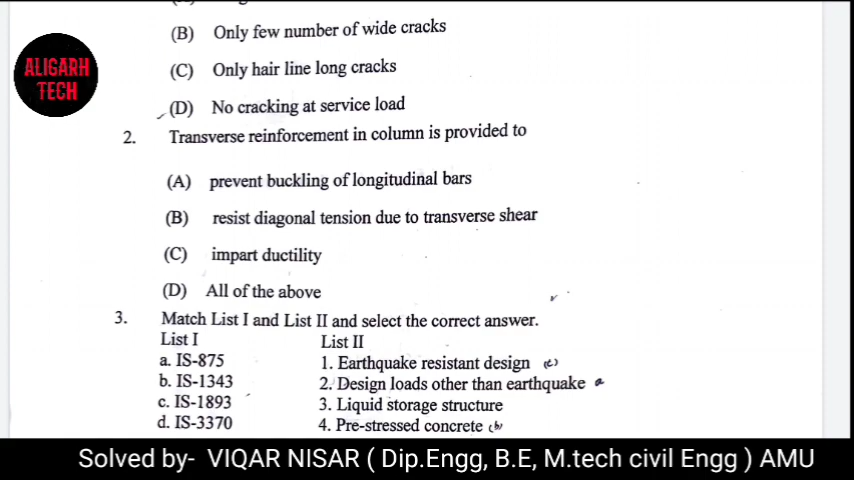 (B) Only few number of wide cracks
ALIGARH
TECH
(C) Only hair line long cracks
(D) No cracking at service load
2. Transverse reinforcement in column is provided to
(A) prevent buckling of longitudinal bars
(B) resist diagonal tension due to transverse shear
(C) impart ductility
(D) All of the above
3. Match List I and List II and select the correct answer.
List I List II
a. IS-875 1. Earthquake resistant design (c)
b. IS-1343 2. Design loads other than earthquake a
c. IS-1893 3. Liquid storage structure
d. IS-3370 4. Pre-stressed concrete (b)
Solved by- VIQAR NISAR ( Dip.Engg, B.E, M.tech civil Engg ) AMU